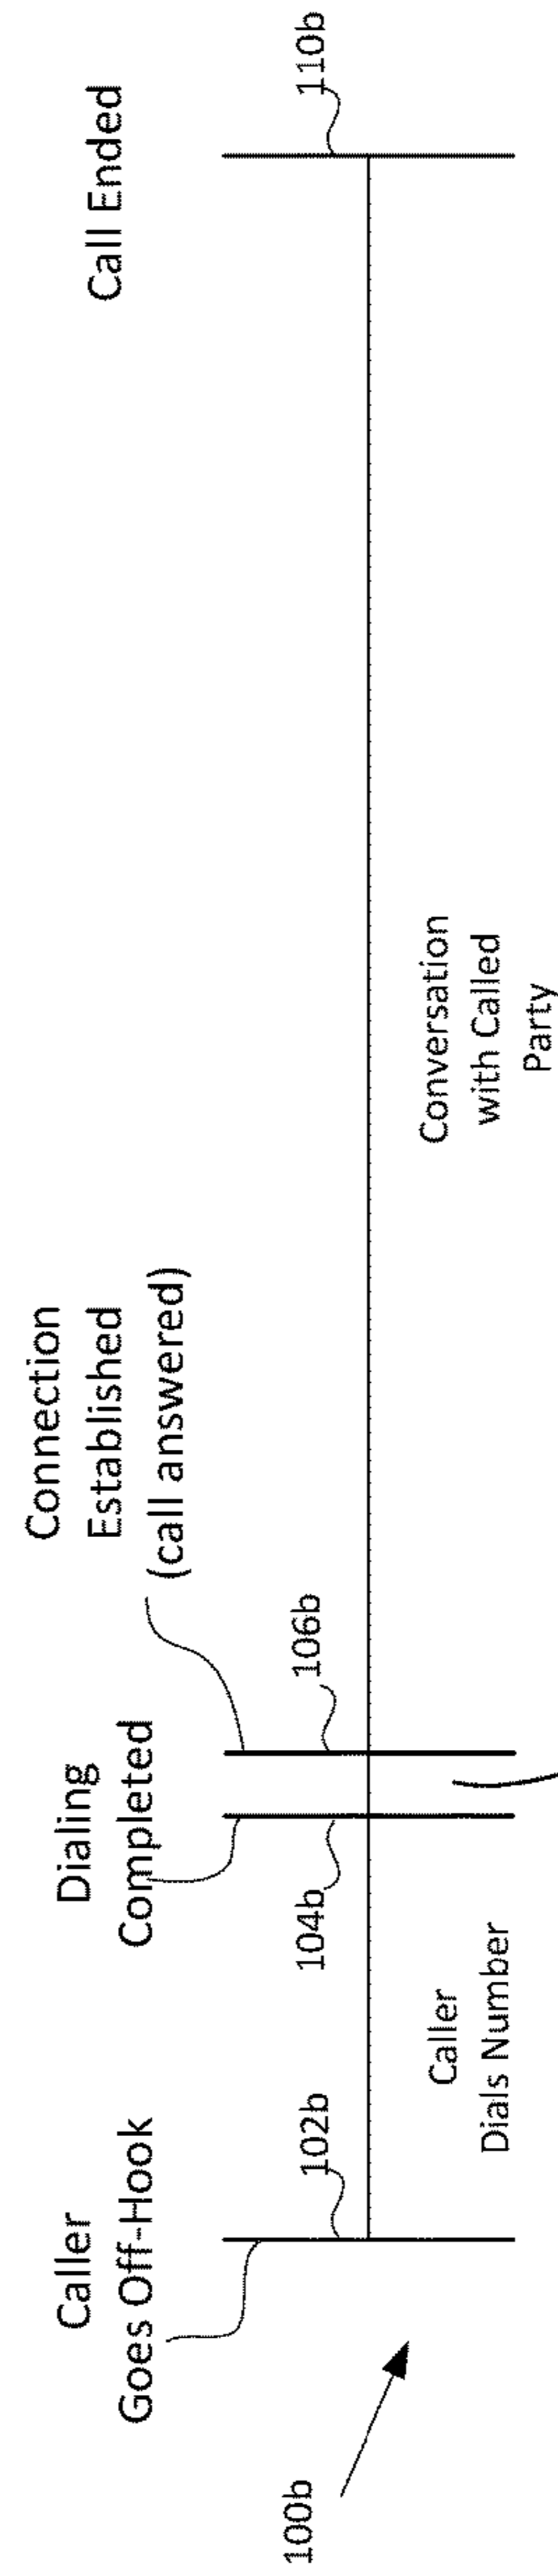 Caller
Goes Off-Hook
Dialing
Completed
Connection
Established
(call answered)
Call Ended
100b
102b
104b
106b
110b
Caller
Dials Number
Conversation
with Called
Party